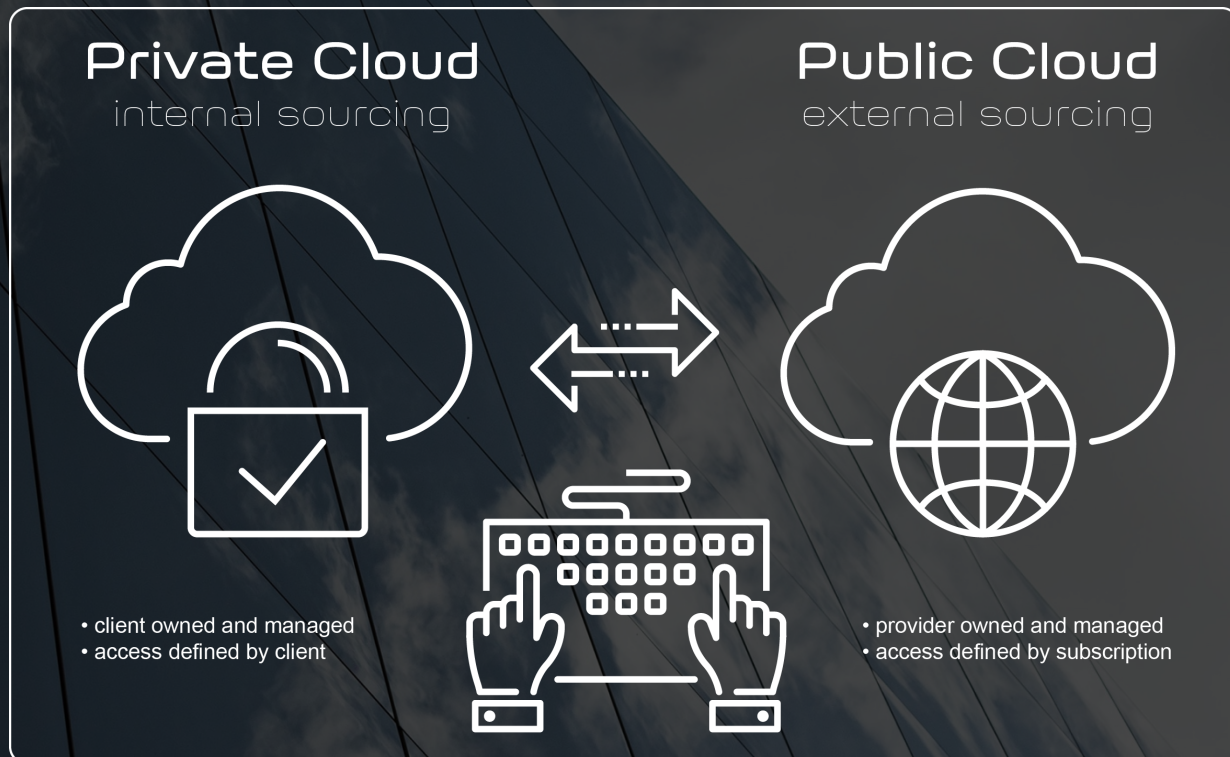 Private Cloud
internal sourcing
• client owned and managed
• access defined by client
Public Cloud
external sourcing
• provider owned and managed
• access defined by subscription